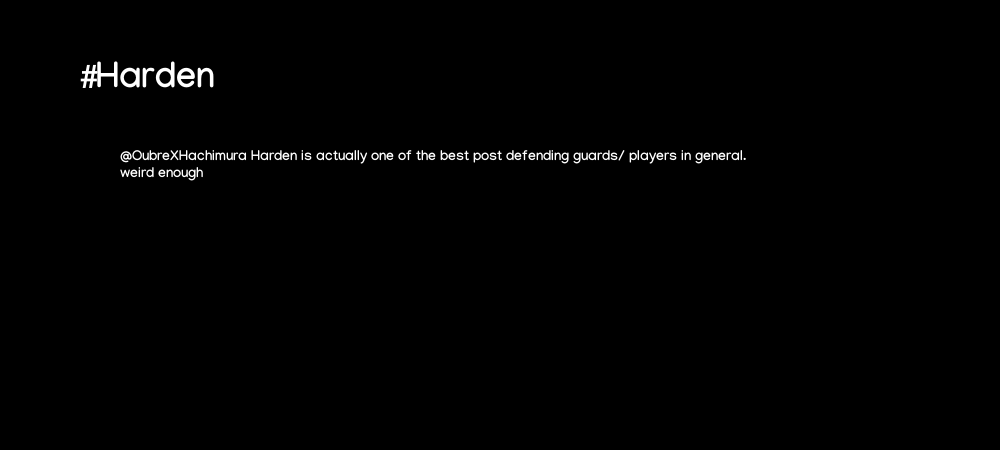 #Harden
@OubreXHachimura Harden is actually one of the best post defending guards/ players in general.
weird enough